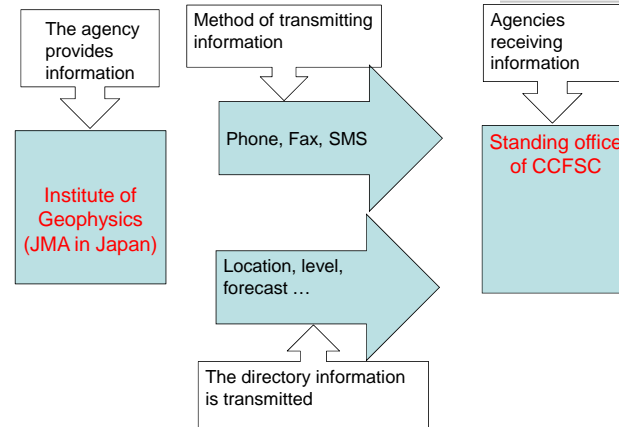 The agency
provides
information
Method of transmitting
information
Agencies
receiving
information
Institute of
Geophysics
(JMA in Japan)
Phone, Fax, SMS
Standing office
of CCFSC
Location, level,
forecast …
The directory information
is transmitted